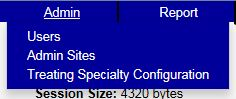 Admin Report
Users
Admin Sites
Treating Specialty Configuration
Session Size: 4320 bytes